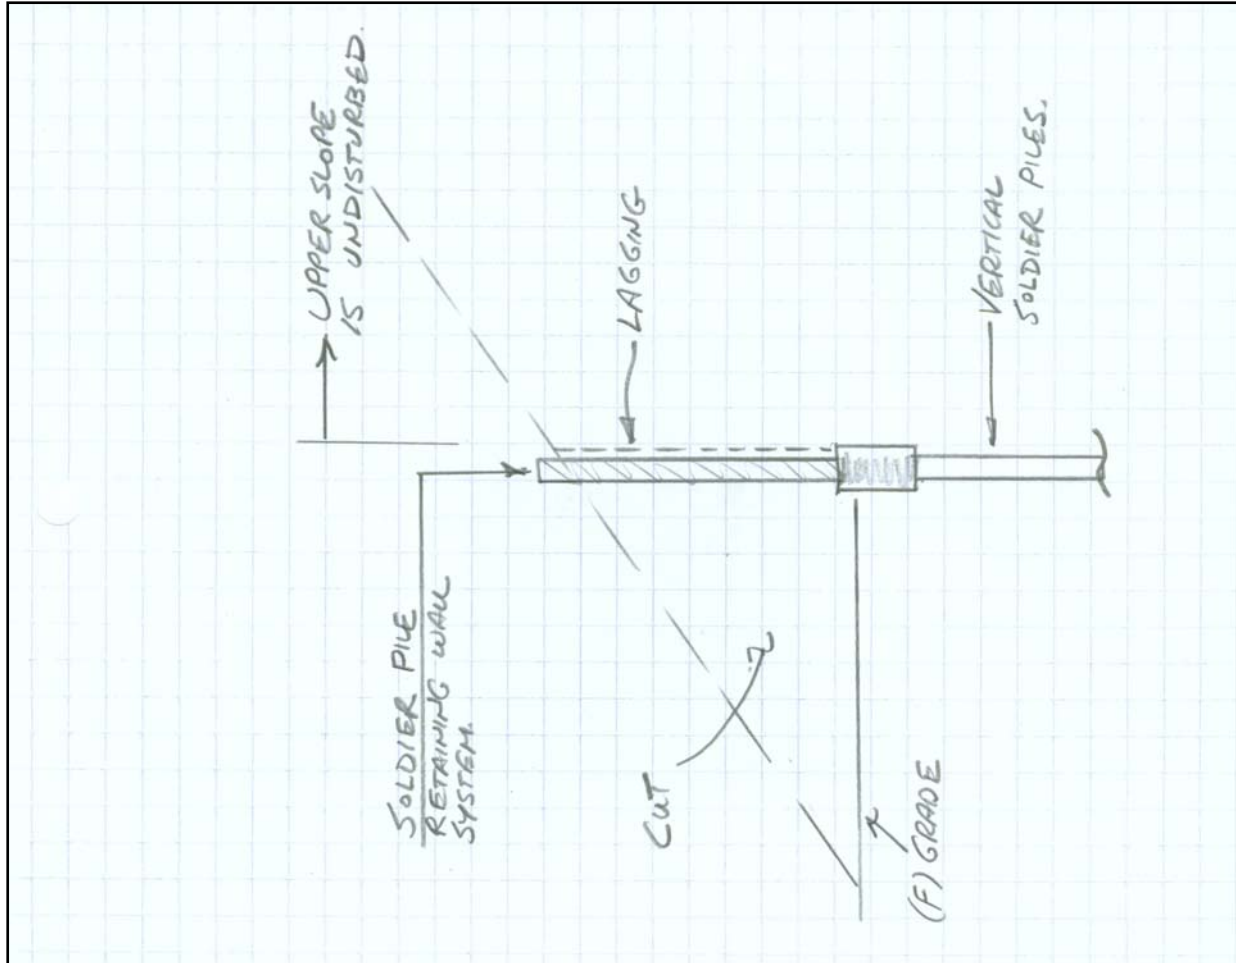 UPPER SLOPE
IS UNDISTURBED.
SOLDIER PILE
RETAINING WALL
SYSTEM.
LAGGING
CUT
(F) GRADE
VERTICAL
SOLDIER PILES.